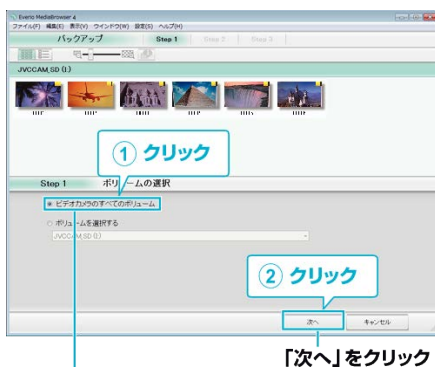 Everio MediaBrowser 4
ファイル(F) 編集(E) 表示(V) ウインドウ(W) 設定(S) ヘルプ(H)
バックアップ Step 1 Step 2 Step 3
JVCCAM_SD (I:)
① クリック
Step 1 ボリュームの選択
ビデオカメラのすべてのボリューム
ボリュームを選択する
JVCCAM_SD (I:)
② クリック
次へ キャンセル
「次へ」をクリック